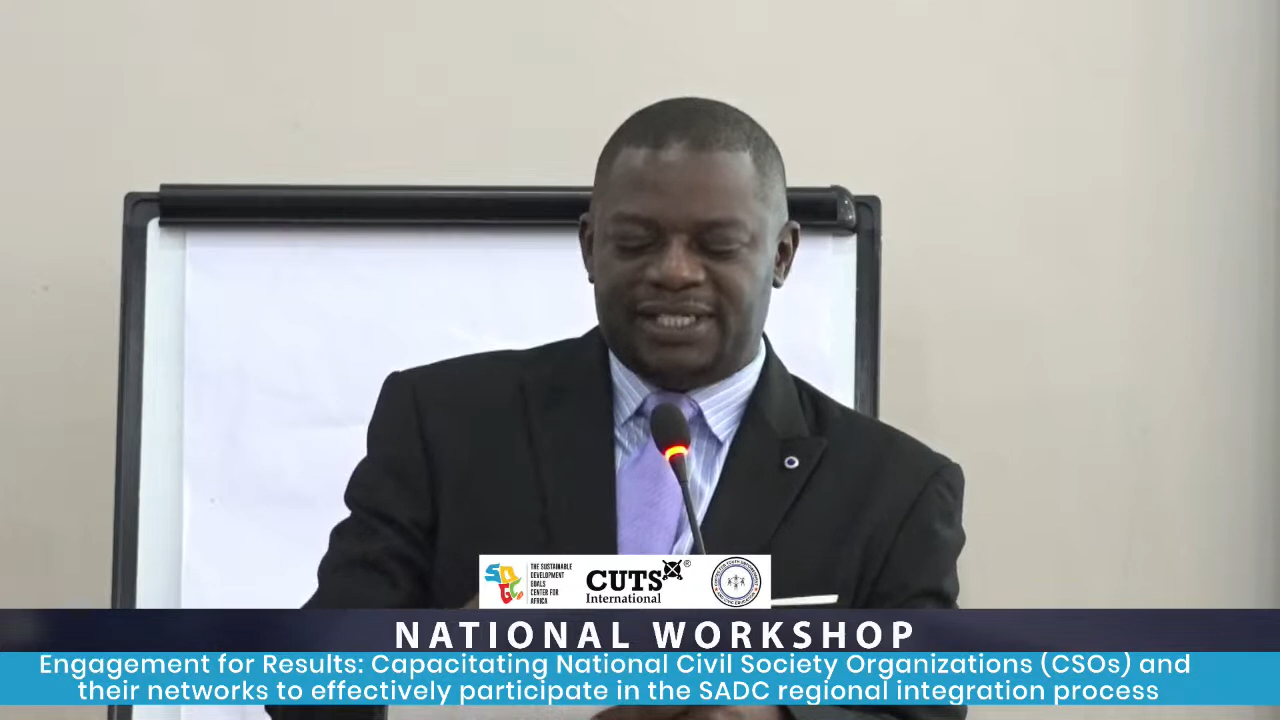 THE SUSTAINABLE
DEVELOPMENT
GOALS
CENTER FOR
AFRICA
CUTS®
International
NATIONAL WORKSHOP
Engagement for Results: Capacitating National Civil Society Organizations (CSOs) and
their networks to effectively participate in the SADC regional integration process